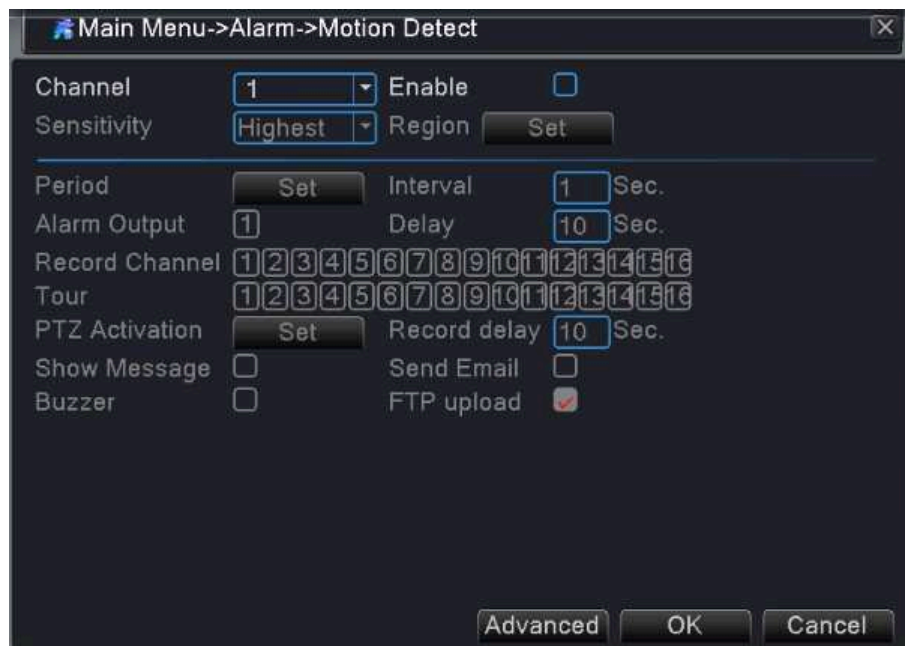 Main Menu->Alarm->Motion Detect
Channel 1 Enable
Sensitivity Highest Region Set
Period Set Interval 1 Sec.
Alarm Output 1 Delay 10 Sec.
Record Channel 1 2 3 4 5 6 7 8 9 10 11 12 13 14 15 16
Tour 1 2 3 4 5 6 7 8 9 10 11 12 13 14 15 16
PTZ Activation Set Record delay 10 Sec.
Show Message Send Email
Buzzer FTP upload
Advanced OK Cancel